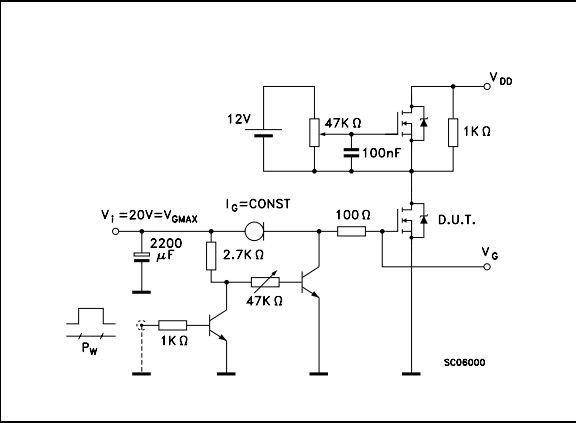 V_DD
12V
47K Ω
1K Ω
100nF
I_G=CONST
V_i =20V=V_GMAX
100 Ω
D.U.T.
2200
μF
2.7K Ω
V_G
47K Ω
1K Ω
P_W
SC06000